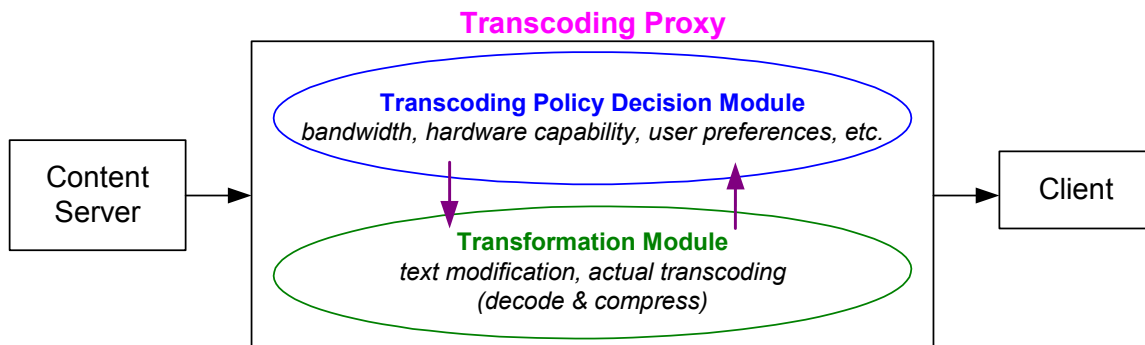 Transcoding Proxy
Transcoding Policy Decision Module
bandwidth, hardware capability, user preferences, etc.
Content
Server
Client
Transformation Module
text modification, actual transcoding
(decode & compress)